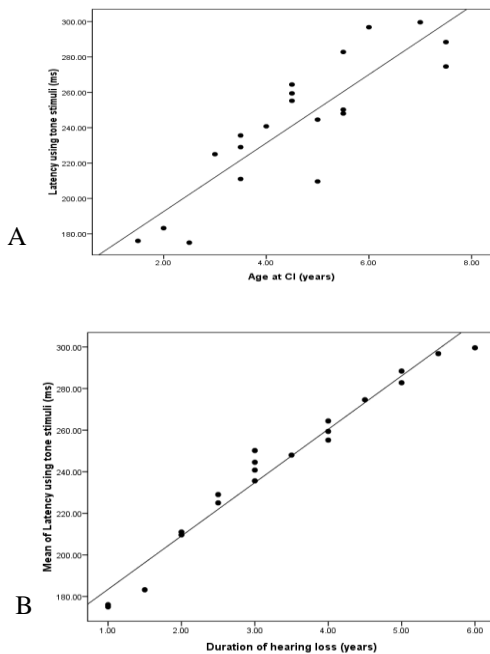 300.00
280.00
260.00
240.00
220.00
200.00
180.00
Latency using tone stimuli (ms)
2.00 4.00 6.00 8.00
Age at CI (years)
A
300.00
280.00
260.00
240.00
220.00
200.00
180.00
Mean of Latency using tone stimuli (ms)
1.00 2.00 3.00 4.00 5.00 6.00
Duration of hearing loss (years)
B